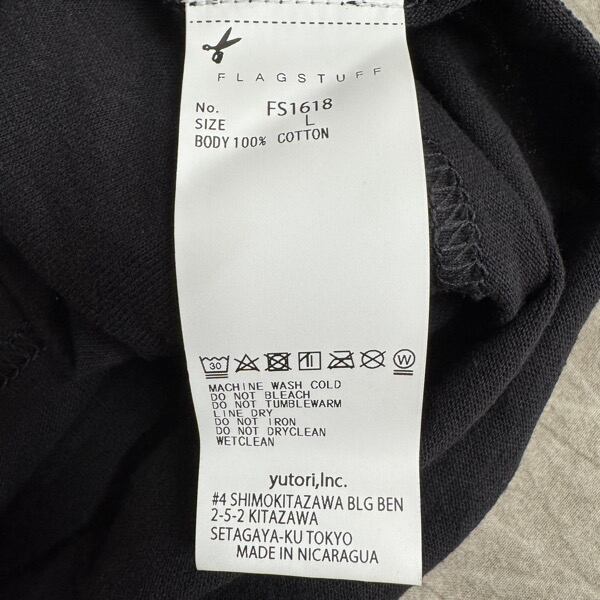 FLAGSTUFF
No. FS1618
SIZE L
BODY 100% COTTON
30 W
MACHINE WASH COLD
DO NOT BLEACH
DO NOT TUMBLEWARM
LINE DRY
DO NOT IRON
DO NOT DRYCLEAN
WETCLEAN
yutori,Inc.
#4 SHIMOKITAZAWA BLG BEN
2-5-2 KITAZAWA
SETAGAYA-KU TOKYO
MADE IN NICARAGUA